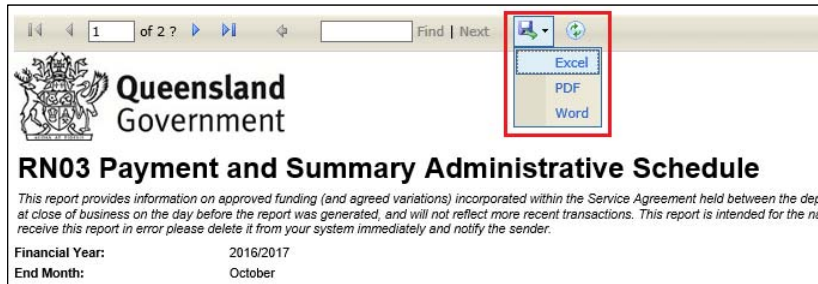 1 of 2 ? Find | Next
Excel
PDF
Word
Queensland
Government
RN03 Payment and Summary Administrative Schedule
This report provides information on approved funding (and agreed variations) incorporated within the Service Agreement held between the dep
at close of business on the day before the report was generated, and will not reflect more recent transactions. This report is intended for the na
receive this report in error please delete it from your system immediately and notify the sender.
Financial Year: 2016/2017
End Month: October